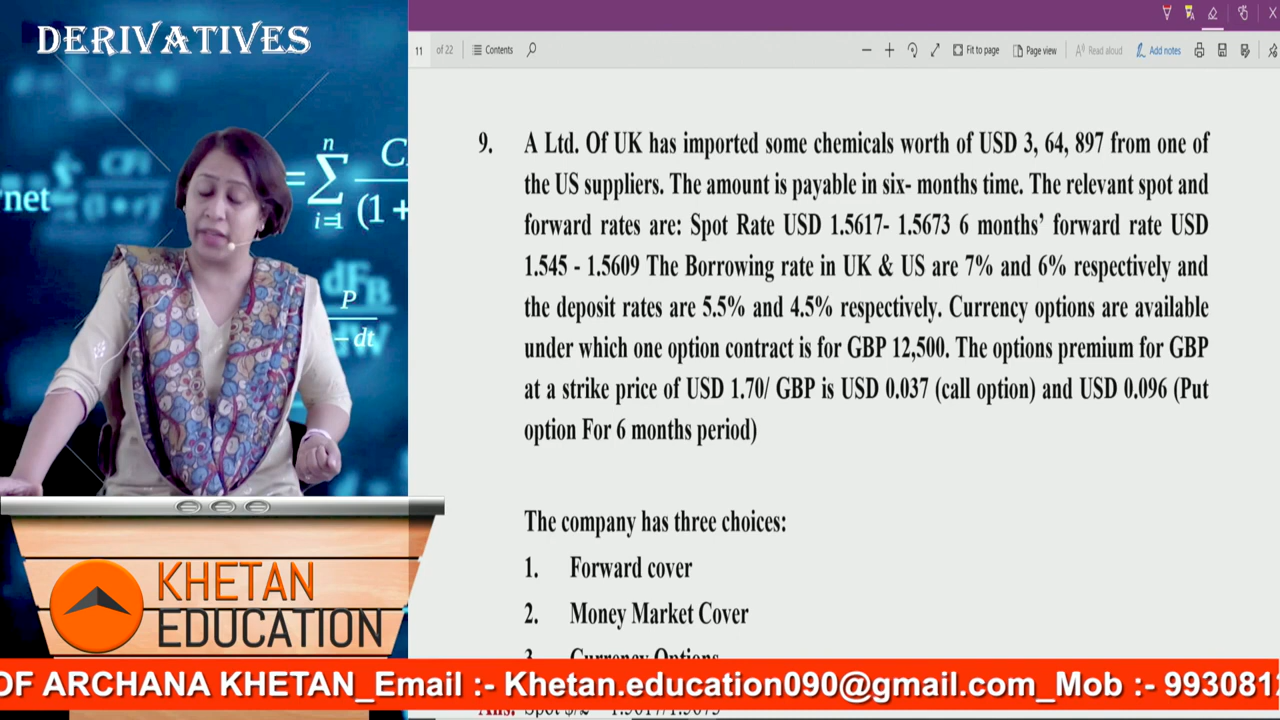 DERIVATIVES
11 of 22 Contents Fit to page Page view Read aloud Add notes
9. A Ltd. Of UK has imported some chemicals worth of USD 3, 64, 897 from one of
the US suppliers. The amount is payable in six- months time. The relevant spot and
forward rates are: Spot Rate USD 1.5617- 1.5673 6 months’ forward rate USD
1.545 - 1.5609 The Borrowing rate in UK & US are 7% and 6% respectively and
the deposit rates are 5.5% and 4.5% respectively. Currency options are available
under which one option contract is for GBP 12,500. The options premium for GBP
at a strike price of USD 1.70/ GBP is USD 0.037 (call option) and USD 0.096 (Put
option For 6 months period)
The company has three choices:
1. Forward cover
2. Money Market Cover
3. Currency Options
net
= n Σ i=1
(1 +
P
-dt
KHETAN
EDUCATION
OF ARCHANA KHETAN_Email :- Khetan.education090@gmail.com_Mob :- 993081